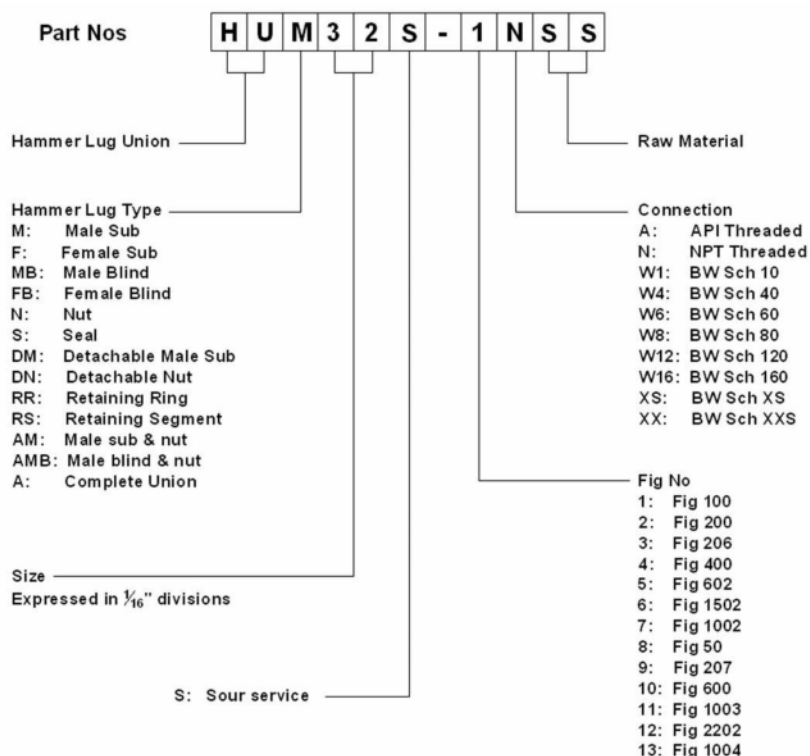 Part Nos
H U M 3 2 S - 1 N S S
Hammer Lug Union
Raw Material
Hammer Lug Type
M: Male Sub
F: Female Sub
MB: Male Blind
FB: Female Blind
N: Nut
S: Seal
DM: Detachable Male Sub
DN: Detachable Nut
RR: Retaining Ring
RS: Retaining Segment
AM: Male sub & nut
AMB: Male blind & nut
A: Complete Union
Connection
A: API Threaded
N: NPT Threaded
W1: BW Sch 10
W4: BW Sch 40
W6: BW Sch 60
W8: BW Sch 80
W12: BW Sch 120
W16: BW Sch 160
XS: BW Sch XS
XX: BW Sch XXS
Size
Expressed in 1/16" divisions
S: Sour service
Fig No
1: Fig 100
2: Fig 200
3: Fig 206
4: Fig 400
5: Fig 602
6: Fig 1502
7: Fig 1002
8: Fig 50
9: Fig 207
10: Fig 600
11: Fig 1003
12: Fig 2202
13: Fig 1004